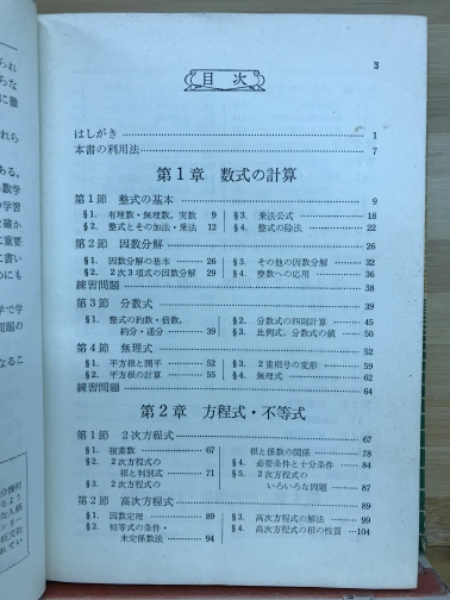 3
目次
はしがき 1
本書の利用法 7
第1章 数式の計算
第1節 整式の基本 9
§1. 有理数・無理数, 実数 9
§2. 整式とその加法・乗法 12
§3. 乗法公式 18
§4. 整式の除法 22
第2節 因数分解 26
§1. 因数分解の基本 26
§2. 2次3項式の因数分解 29
§3. その他の因数分解 32
§4. 整数への応用 36
練習問題 38
第3節 分数式 39
§1. 整式の約数・倍数,
約分・通分 39
§2. 分数式の四則計算 45
§3. 比例式, 分数式の値 50
第4節 無理式 52
§1. 平方根と開平 52
§2. 平方根の計算 55
§3. 2重根号の変形 59
§4. 無理式 62
練習問題 64
第2章 方程式・不等式
第1節 2次方程式 67
§1. 複素数 67
§2. 2次方程式の
根と判別式 71
§3. 2次方程式の
根と係数の関係 78
§4. 必要条件と十分条件 84
§5. 2次方程式の
いろいろな問題 87
第2節 高次方程式 89
§1. 因数定理 89
§2. 恒等式の条件・
未定係数法 94
§3. 高次方程式の解法 99
§4. 高次方程式の根の性質 104